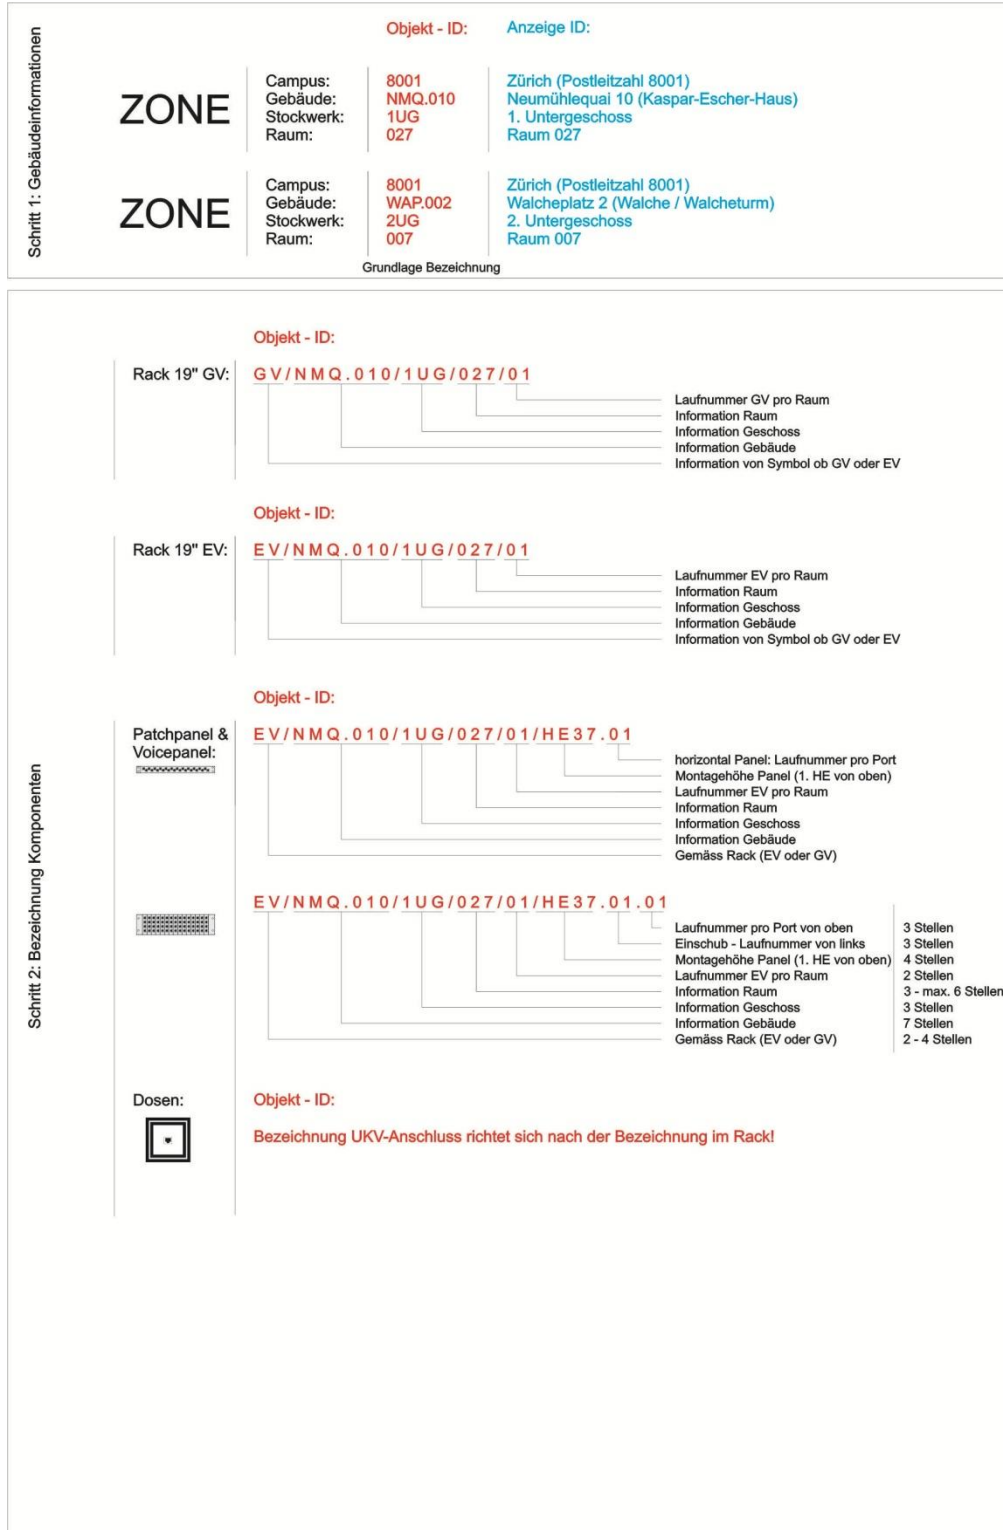 Schritt 1: Gebäudeinformationen
Objekt - ID: Anzeige ID:
ZONE
Campus: 8001 Zürich (Postleitzahl 8001)
Gebäude: NMQ.010 Neumühlequai 10 (Kaspar-Escher-Haus)
Stockwerk: 1UG 1. Untergeschoss
Raum: 027 Raum 027
ZONE
Campus: 8001 Zürich (Postleitzahl 8001)
Gebäude: WAP.002 Walcheplatz 2 (Walche / Walcheturm)
Stockwerk: 2UG 2. Untergeschoss
Raum: 007 Raum 007
Grundlage Bezeichnung
Schritt 2: Bezeichnung Komponenten
Objekt - ID:
Rack 19" GV: GV/NMQ.010/1UG/027/01
Laufnummer GV pro Raum
Information Raum
Information Geschoss
Information Gebäude
Information von Symbol ob GV oder EV
Objekt - ID:
Rack 19" EV: EV/NMQ.010/1UG/027/01
Laufnummer EV pro Raum
Information Raum
Information Geschoss
Information Gebäude
Information von Symbol ob GV oder EV
Objekt - ID:
Patchpanel & EV/NMQ.010/1UG/027/01/HE37.01
Voicepanel:
horizontal Panel: Laufnummer pro Port
Montagehöhe Panel (1. HE von oben)
Laufnummer EV pro Raum
Information Raum
Information Geschoss
Information Gebäude
Gemäss Rack (EV oder GV)
EV/NMQ.010/1UG/027/01/HE37.01.01
Laufnummer pro Port von oben 3 Stellen
Einschub - Laufnummer von links 3 Stellen
Montagehöhe Panel (1. HE von oben) 4 Stellen
Laufnummer EV pro Raum 2 Stellen
Information Raum 3 - max. 6 Stellen
Information Geschoss 3 Stellen
Information Gebäude 7 Stellen
Gemäss Rack (EV oder GV) 2 - 4 Stellen
Dosen: Objekt - ID:
Bezeichnung UKV-Anschluss richtet sich nach der Bezeichnung im Rack!